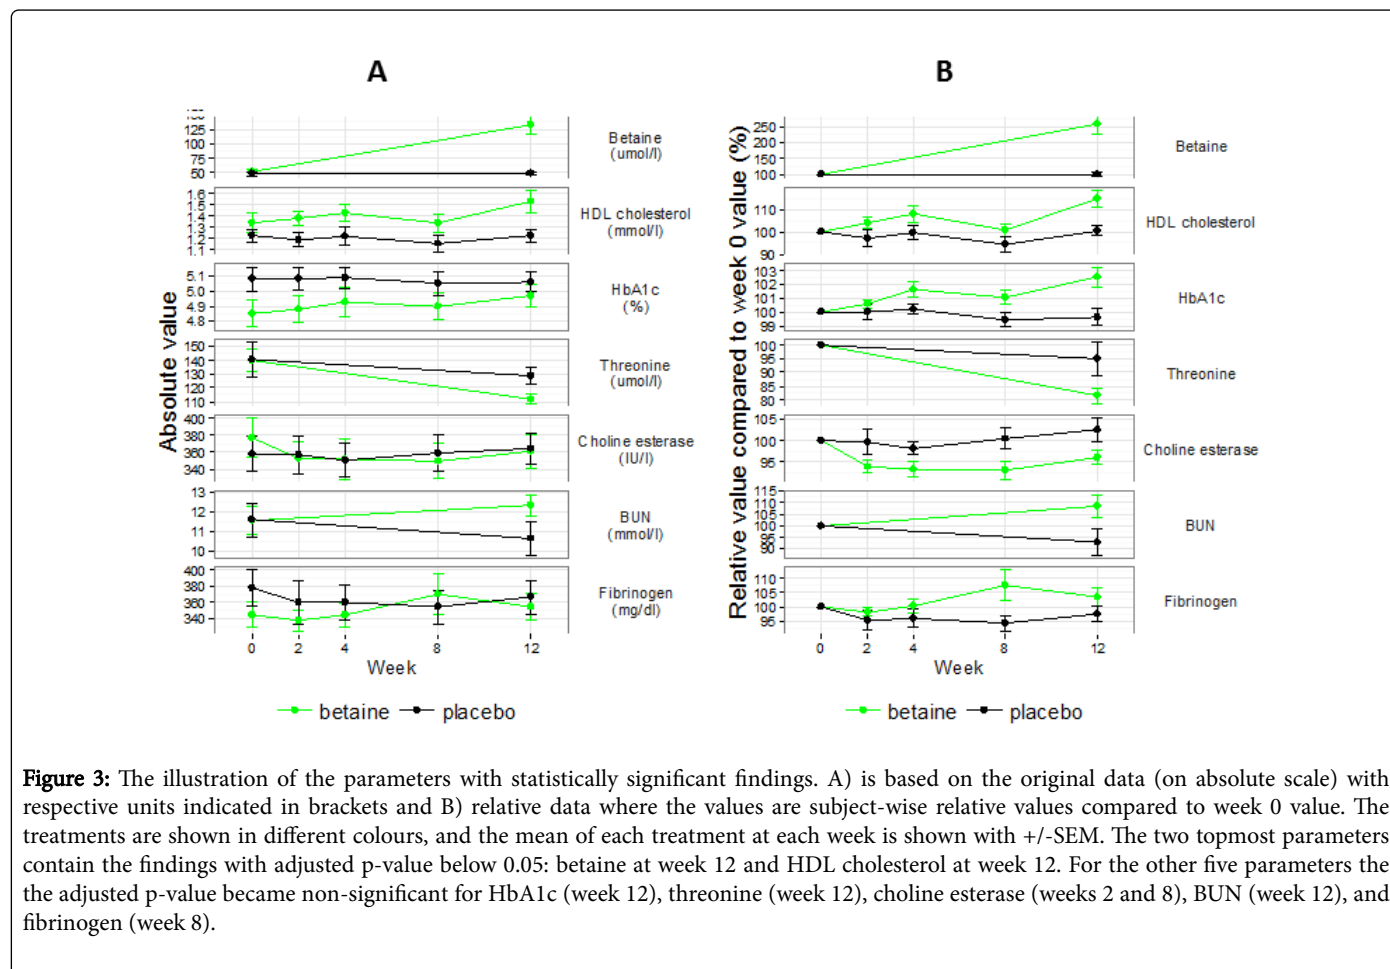 A
B
Absolute value
125
100
75
50
Betaine
(umol/l)
1.6
1.5
1.4
1.3
1.2
1.1
HDL cholesterol
(mmol/l)
5.1
5.0
4.9
4.8
HbA1c
(%)
150
140
130
120
110
Threonine
(umol/l)
400
380
360
340
Choline esterase
(IU/l)
13
12
11
10
BUN
(mmol/l)
400
380
360
340
Fibrinogen
(mg/dl)
0 2 4 8 12
Week
betaine placebo
Relative value compared to week 0 value (%)
250
200
150
100
Betaine
110
100
90
HDL cholesterol
103
102
101
100
99
HbA1c
100
95
90
85
80
Threonine
105
100
95
Choline esterase
115
110
105
100
95
90
BUN
110
105
100
95
Fibrinogen
0 2 4 8 12
Week
betaine placebo
Figure 3: The illustration of the parameters with statistically significant findings. A) is based on the original data (on absolute scale) with
respective units indicated in brackets and B) relative data where the values are subject-wise relative values compared to week 0 value. The
treatments are shown in different colours, and the mean of each treatment at each week is shown with +/-SEM. The two topmost parameters
contain the findings with adjusted p-value below 0.05: betaine at week 12 and HDL cholesterol at week 12. For the other five parameters the
the adjusted p-value became non-significant for HbA1c (week 12), threonine (week 12), choline esterase (weeks 2 and 8), BUN (week 12), and
fibrinogen (week 8).